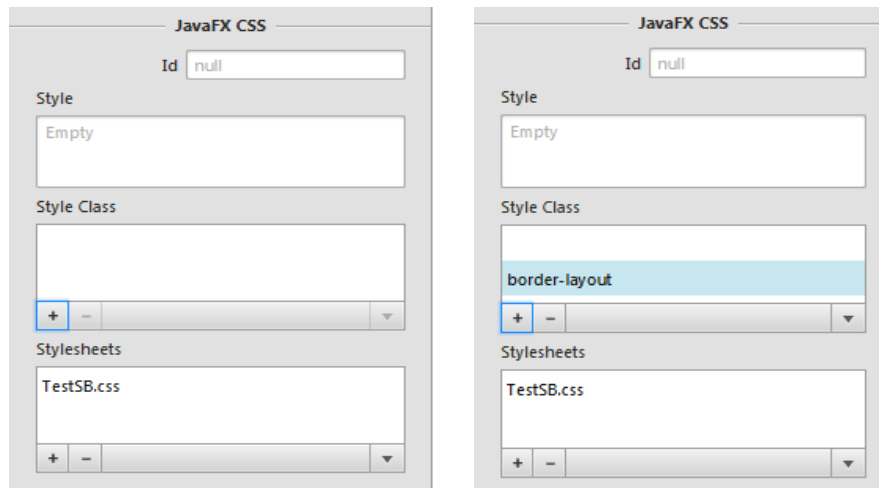 JavaFX CSS
Id null
Style
Empty
Style Class
+ −
Stylesheets
TestSB.css
+ −
JavaFX CSS
Id null
Style
Empty
Style Class
border-layout
+ −
Stylesheets
TestSB.css
+ −